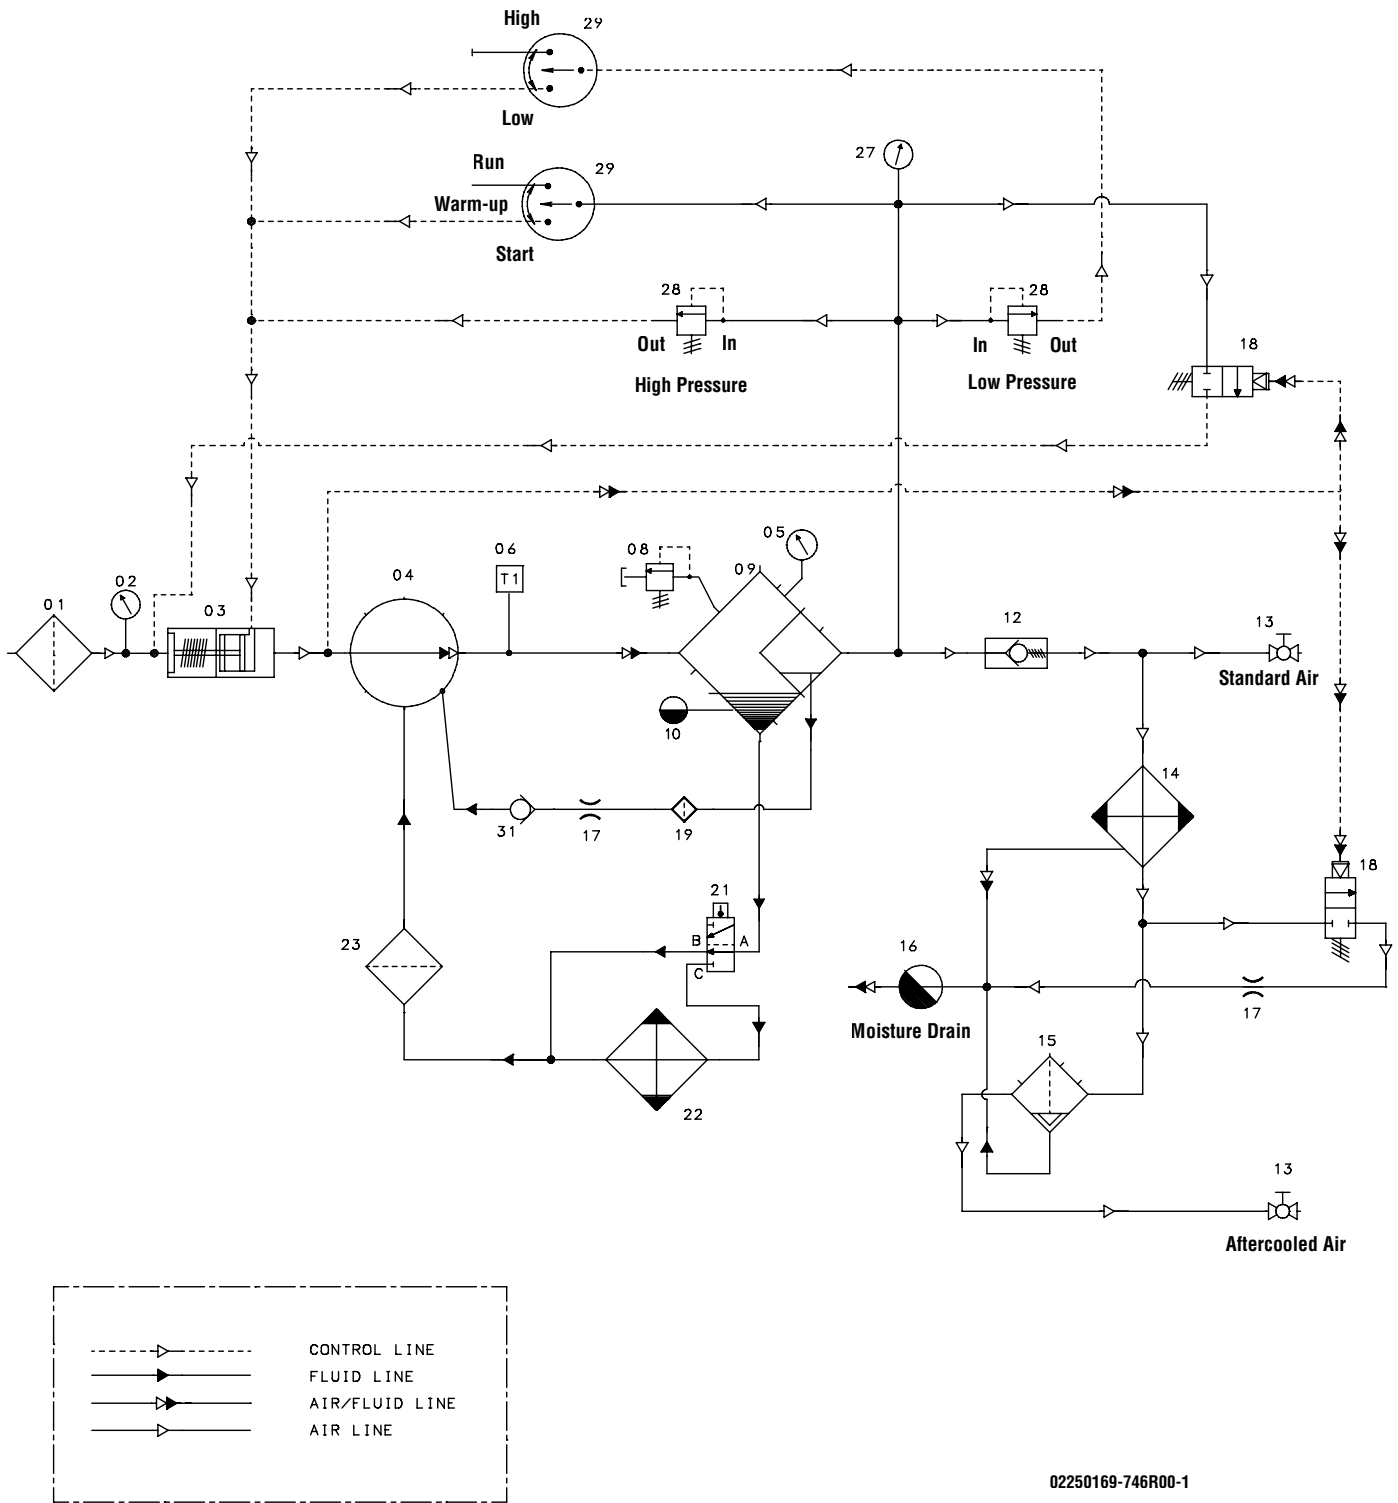 High
29
Low
27
Run
29
Warm-up
Start
28
28
Out
In
In
Out
18
High Pressure
Low Pressure
05
06
08
02
04
09
01
03
12
13
Standard Air
10
14
31
17
19
18
21
23
B
A
16
C
17
Moisture Drain
15
22
13
Aftercooled Air
T1
CONTROL LINE
FLUID LINE
AIR/FLUID LINE
AIR LINE
02250169-746R00-1